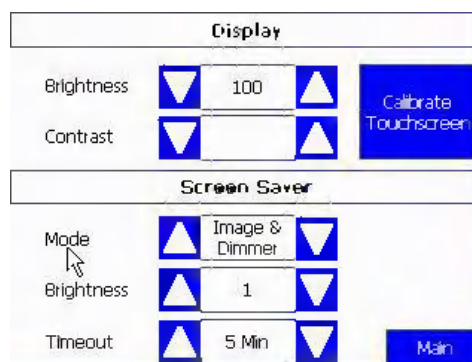 Display
Brightness 100
Calibrate
Touchscreen
Contrast
Screen Saver
Mode Image &
Dimmer
Brightness 1
Timeout 5 Min
Main